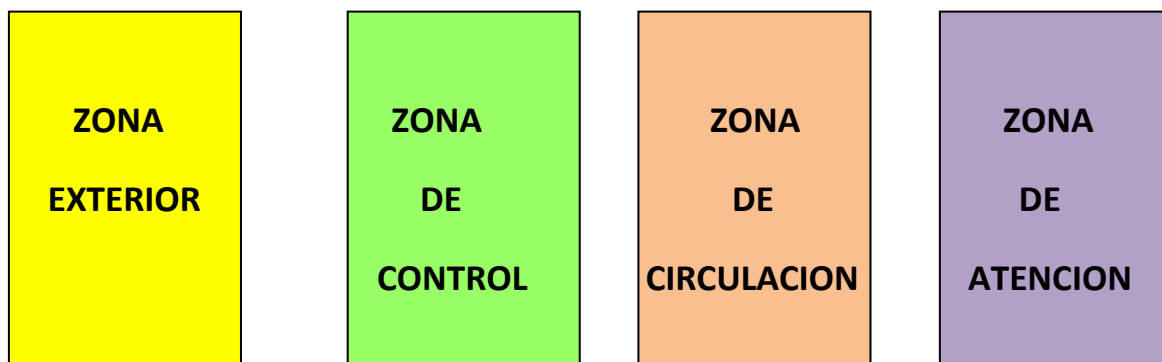 ZONA
EXTERIOR
ZONA
DE
CONTROL
ZONA
DE
CIRCULACION
ZONA
DE
ATENCION